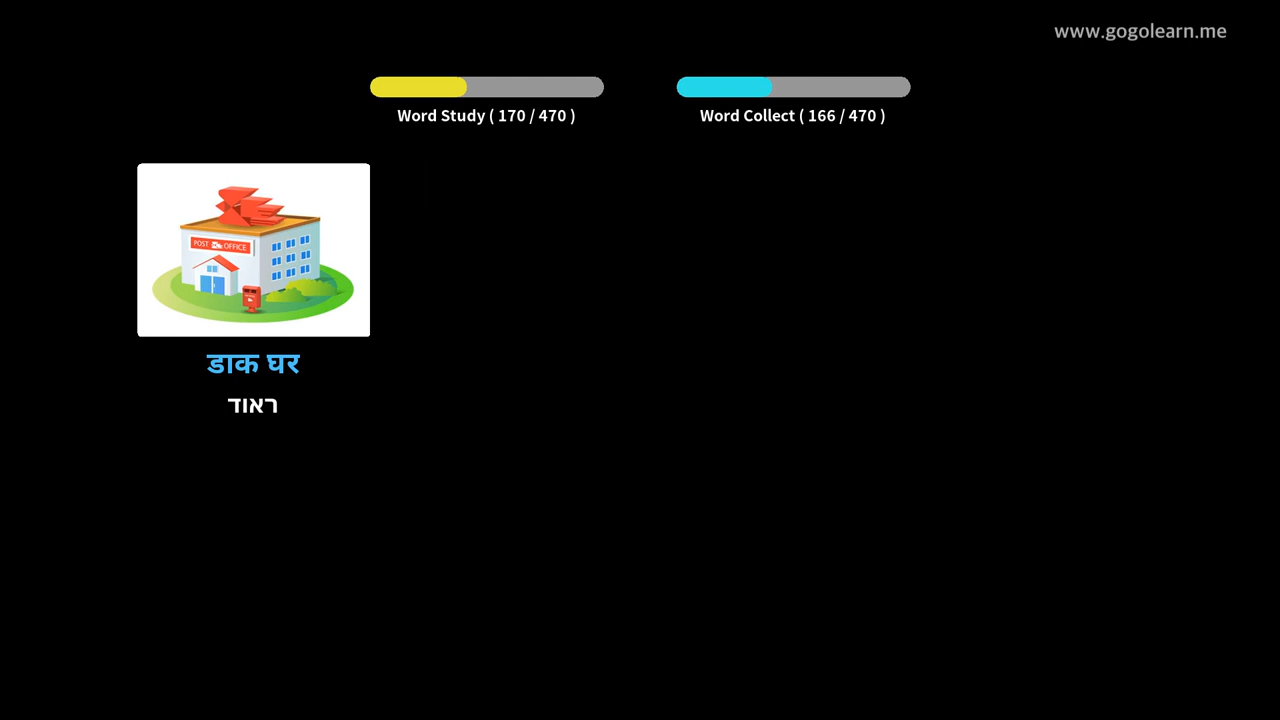 www.gogolearn.me
Word Study ( 170 / 470 )
Word Collect ( 166 / 470 )
POST OFFICE
डाक घर
ראוד